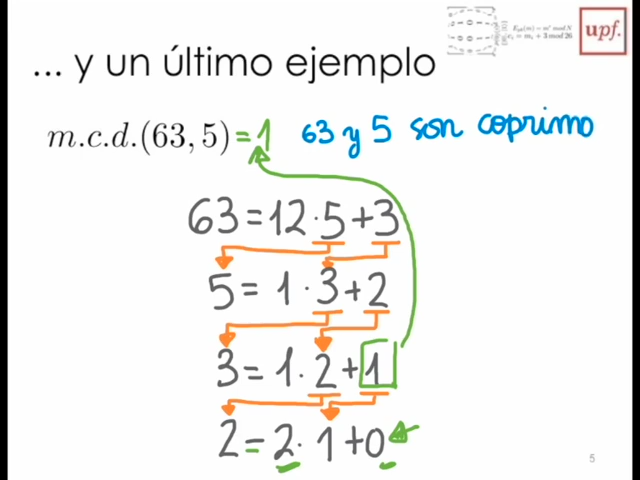 ... y un último ejemplo
upf.
m.c.d.(63, 5) = 1 63 y 5 son coprimo
63 = 12 · 5 + 3
5 = 1 · 3 + 2
3 = 1 · 2 + 1
2 = 2 · 1 + 0
5